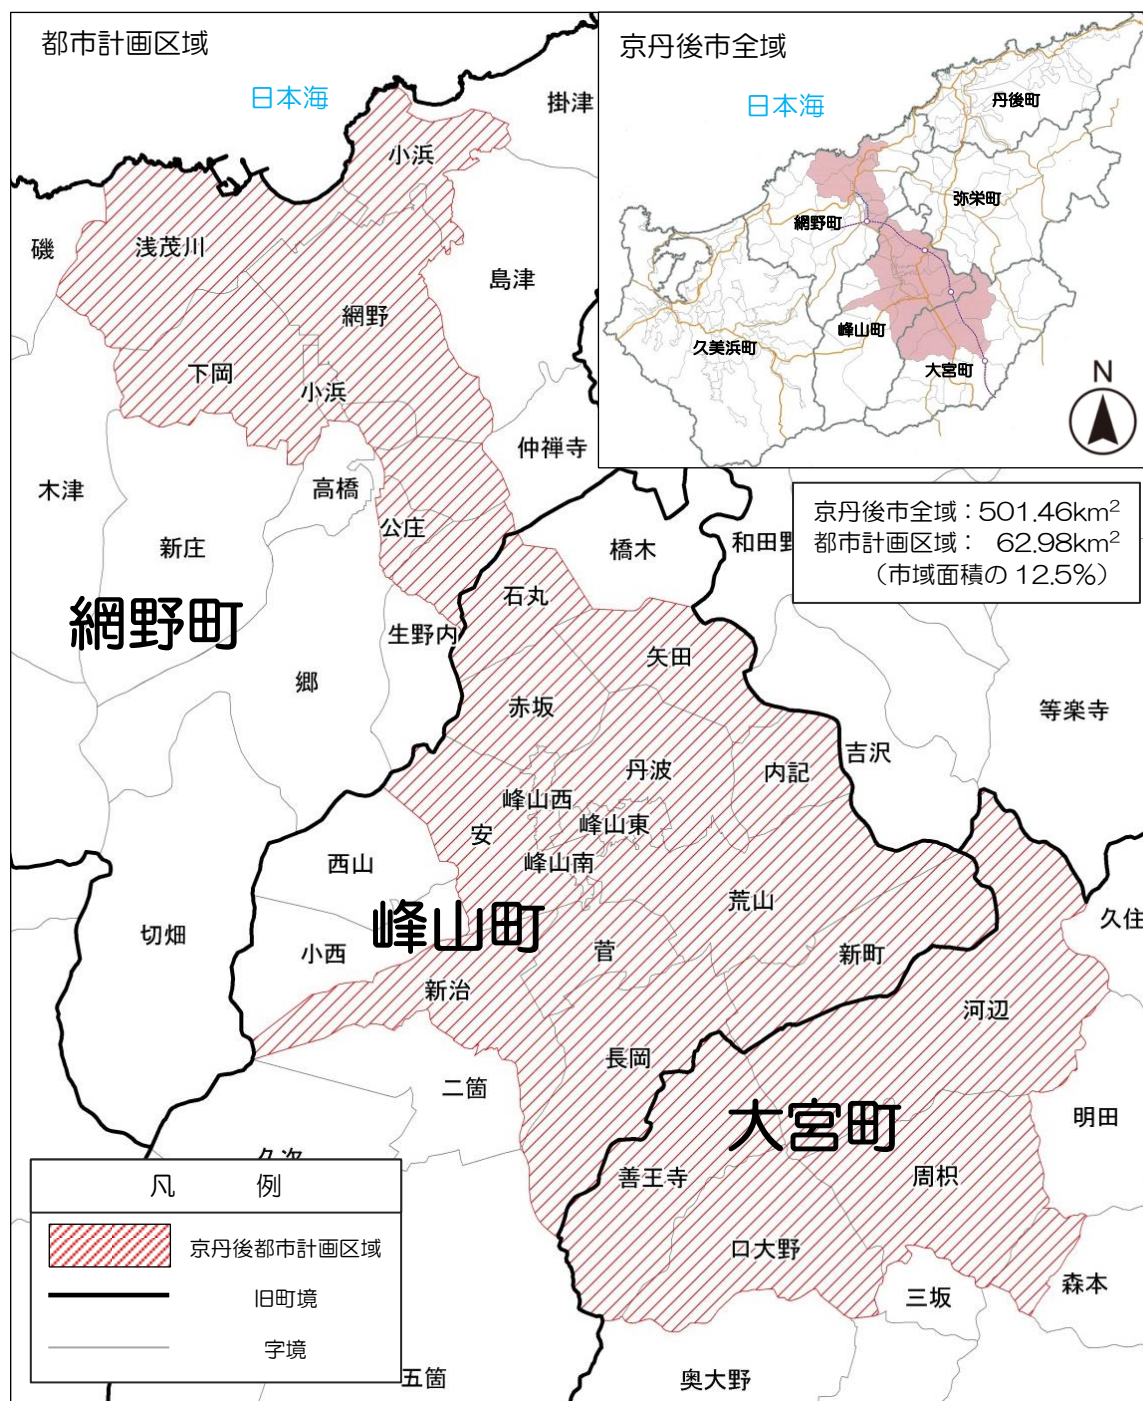 都市計画区域
日本海
掛津
小浜
磯
浅茂川
島津
網野
下岡
小浜
仲禅寺
木津
高橋
公庄
新庄
橋木
和田野
網野町
石丸
生野内
矢田
郷
赤坂
等楽寺
吉沢
丹波
内記
峰山西
峰山東
安
峰山南
西山
峰山町
荒山
久住
切畑
小西
菅
新町
新治
河辺
長岡
二箇
大宮町
明田
久次
善王寺
周枳
口大野
森本
三坂
五箇
奥大野
京丹後市全域
日本海
丹後町
弥栄町
網野町
峰山町
久美浜町
大宮町
N
京丹後市全域：501.46km²
都市計画区域： 62.98km²
（市域面積の 12.5%）
凡 例
京丹後都市計画区域
旧町境
字境